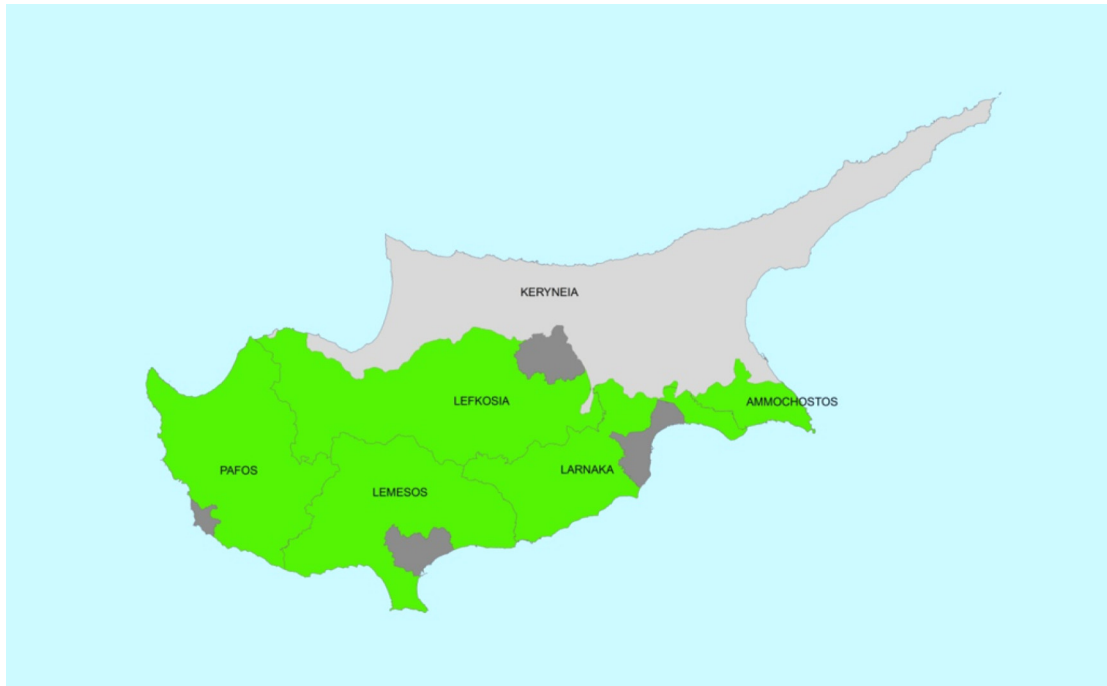 KERYNEIA
LEFKOSIA
AMMOCHOSTOS
PAFOS
LARNAKA
LEMESOS